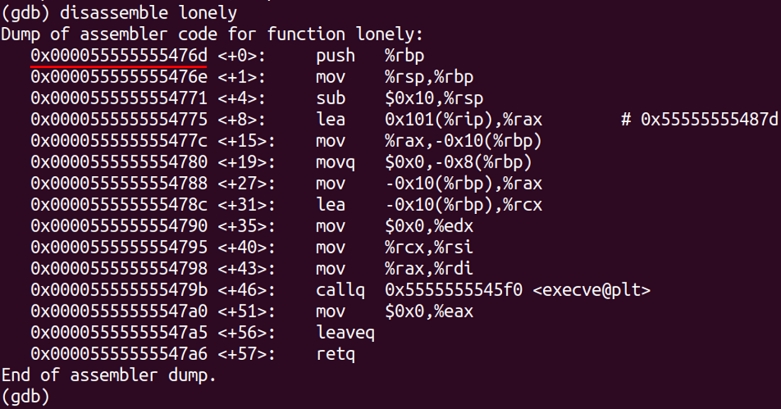 (gdb) disassemble lonely
Dump of assembler code for function lonely:
   0x000055555555476d <+0>:     push   %rbp
   0x000055555555476e <+1>:     mov    %rsp,%rbp
   0x0000555555554771 <+4>:     sub    $0x10,%rsp
   0x0000555555554775 <+8>:     lea    0x101(%rip),%rax        # 0x55555555487d
   0x000055555555477c <+15>:    mov    %rax,-0x10(%rbp)
   0x0000555555554780 <+19>:    movq   $0x0,-0x8(%rbp)
   0x0000555555554788 <+27>:    mov    -0x10(%rbp),%rax
   0x000055555555478c <+31>:    lea    -0x10(%rbp),%rcx
   0x0000555555554790 <+35>:    mov    $0x0,%edx
   0x0000555555554795 <+40>:    mov    %rcx,%rsi
   0x0000555555554798 <+43>:    mov    %rax,%rdi
   0x000055555555479b <+46>:    callq  0x5555555545f0 <execve@plt>
   0x00005555555547a0 <+51>:    mov    $0x0,%eax
   0x00005555555547a5 <+56>:    leaveq
   0x00005555555547a6 <+57>:    retq
End of assembler dump.
(gdb)